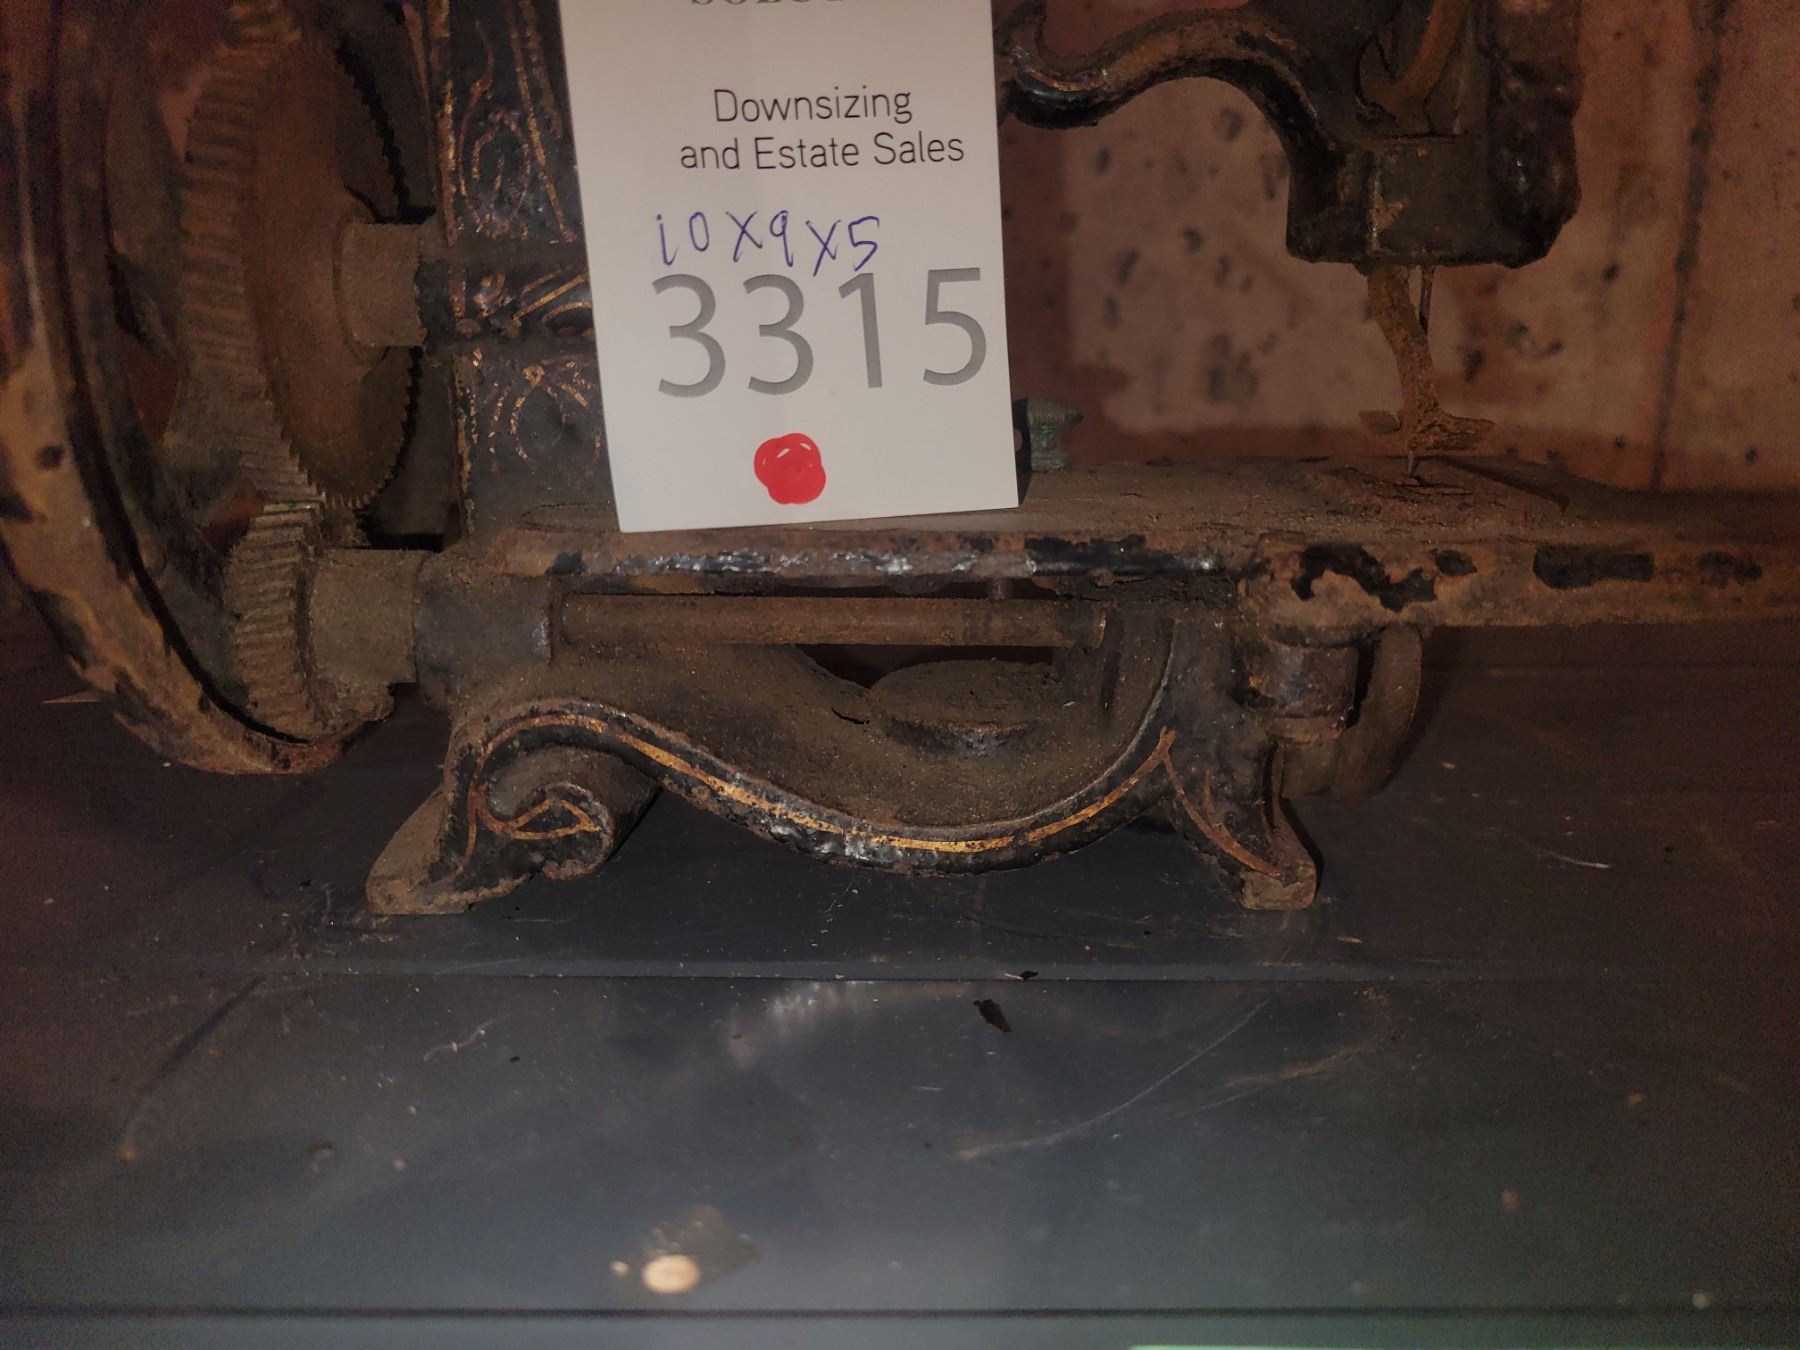 Downsizing
and Estate Sales
10x9x5
3315